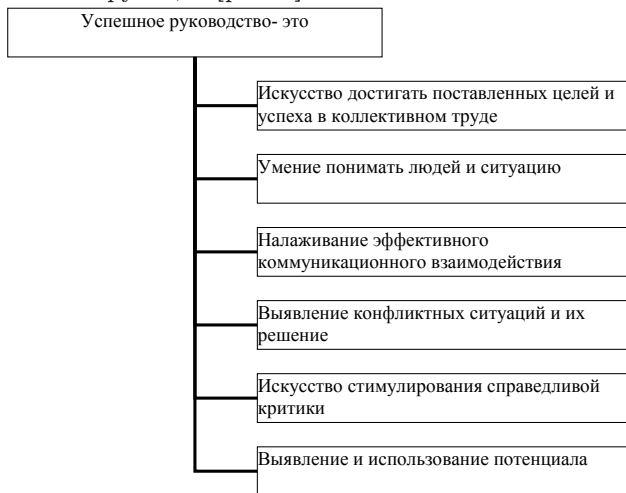 Успешное руководство- это
Искусство достигать поставленных целей и
успеха в коллективном труде
Умение понимать людей и ситуацию
Налаживание эффективного
коммуникационного взаимодействия
Выявление конфликтных ситуаций и их
решение
Искусство стимулирования справедливой
критики
Выявление и использование потенциала